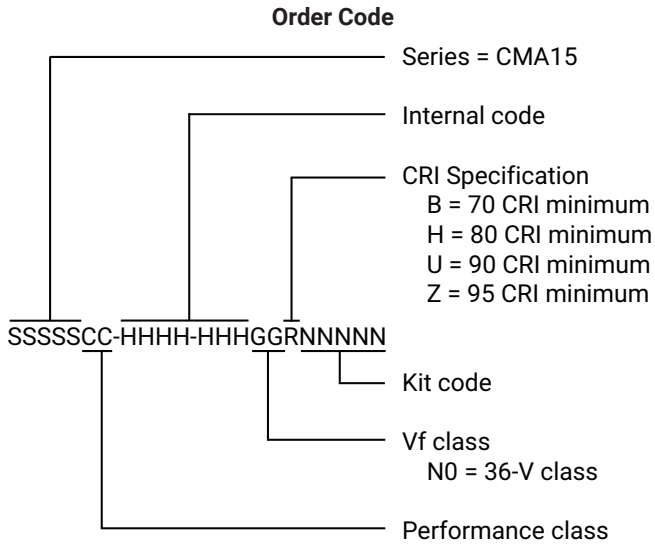 Order Code
Series = CMA15
Internal code
CRI Specification
B = 70 CRI minimum
H = 80 CRI minimum
U = 90 CRI minimum
Z = 95 CRI minimum
SSSSSCC-HHHH-HHHGGRNNNNN
Kit code
Vf class
N0 = 36-V class
Performance class